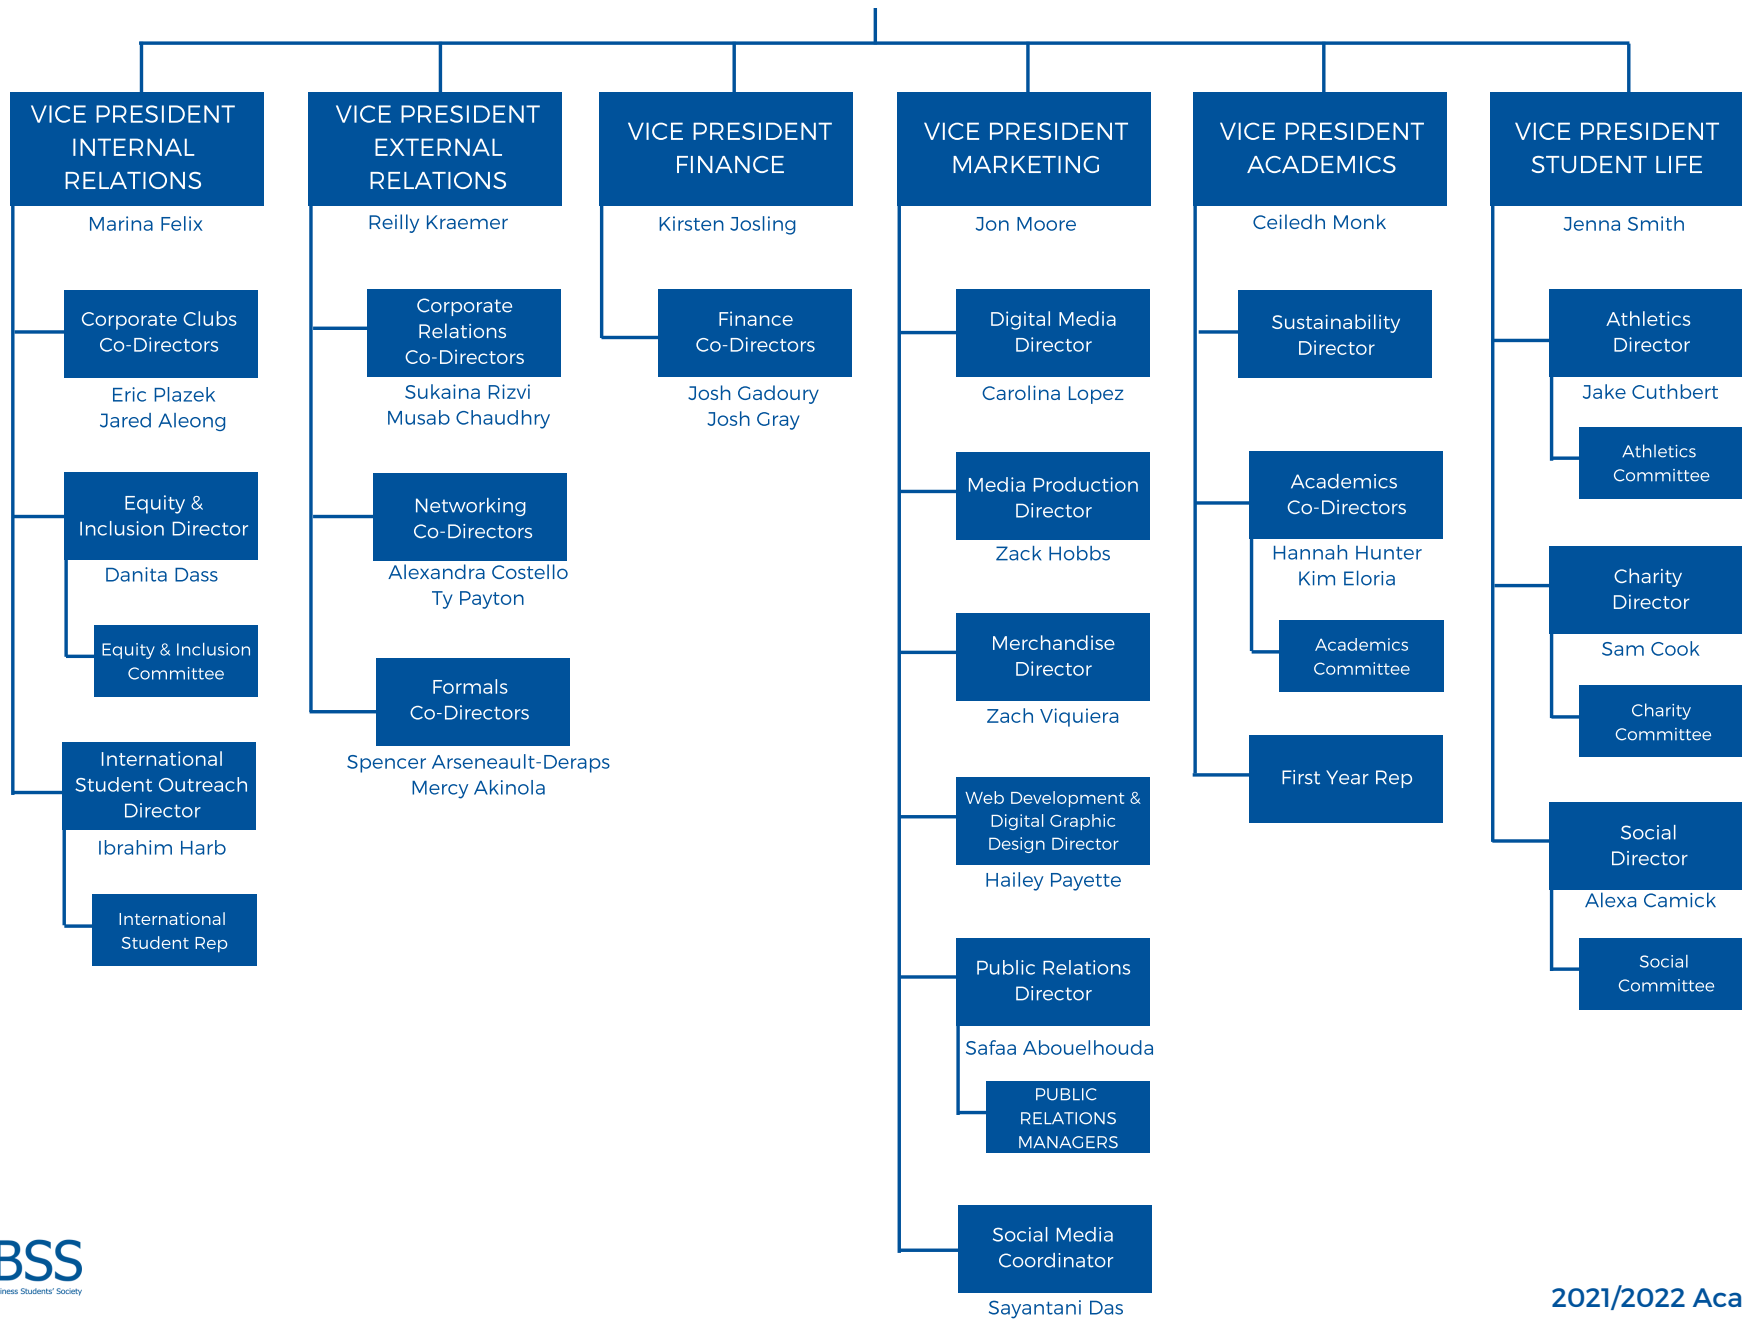 VICE PRESIDENT
INTERNAL
RELATIONS
Marina Felix
Corporate Clubs
Co-Directors
Eric Plazek
Jared Aleong
Equity &
Inclusion Director
Danita Dass
Equity & Inclusion
Committee
International
Student Outreach
Director
Ibrahim Harb
International
Student Rep
VICE PRESIDENT
EXTERNAL
RELATIONS
Reilly Kraemer
Corporate
Relations
Co-Directors
Sukaina Rizvi
Musab Chaudhry
Networking
Co-Directors
Alexandra Costello
Ty Payton
Formals
Co-Directors
Spencer Arseneault-Deraps
Mercy Akinola
VICE PRESIDENT
FINANCE
Kirsten Josling
Finance
Co-Directors
Josh Gadoury
Josh Gray
VICE PRESIDENT
MARKETING
Jon Moore
Digital Media
Director
Carolina Lopez
Media Production
Director
Zack Hobbs
Merchandise
Director
Zach Viquiera
Web Development &
Digital Graphic
Design Director
Hailey Payette
Public Relations
Director
Safaa Abouelhouda
PUBLIC
RELATIONS
MANAGERS
Social Media
Coordinator
Sayantani Das
VICE PRESIDENT
ACADEMICS
Ceiledh Monk
Sustainability
Director
Academics
Co-Directors
Hannah Hunter
Kim Eloria
Academics
Committee
First Year Rep
VICE PRESIDENT
STUDENT LIFE
Jenna Smith
Athletics
Director
Jake Cuthbert
Athletics
Committee
Charity
Director
Sam Cook
Charity
Committee
Social
Director
Alexa Camick
Social
Committee
BSS
iness Students' Society
2021/2022 Aca